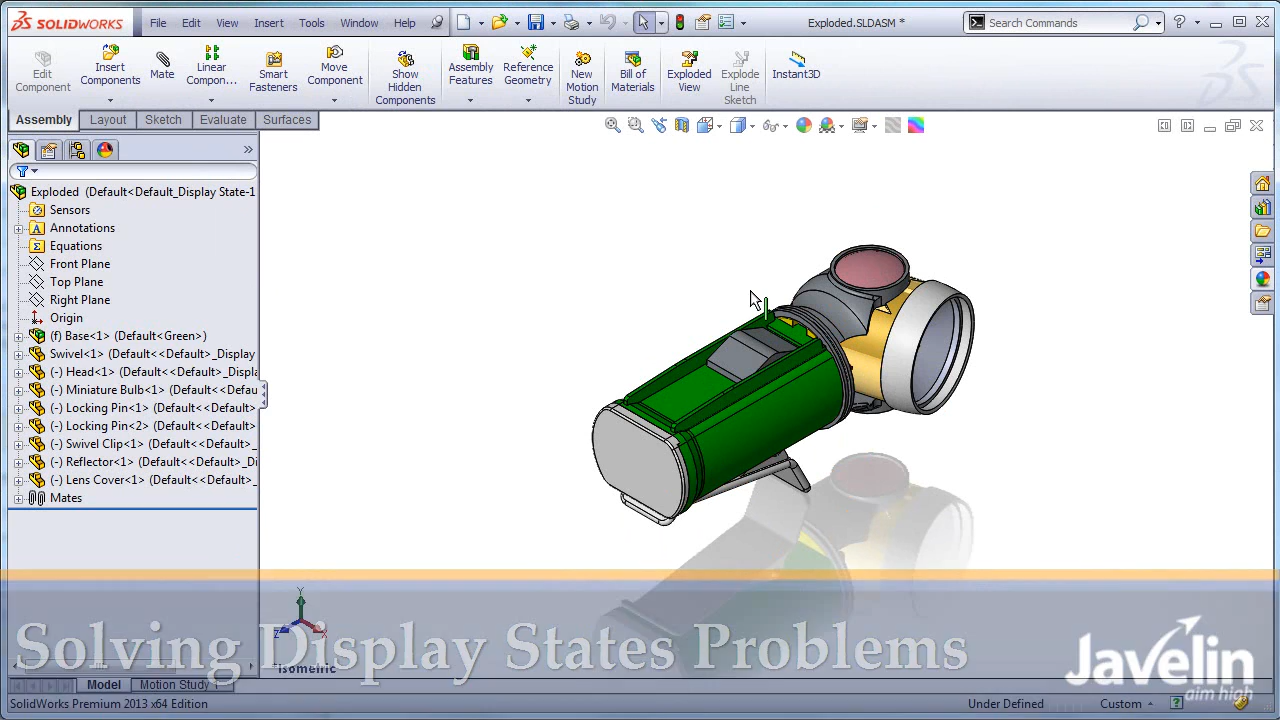 SOLIDWORKS File Edit View Insert Tools Window Help Exploded.SLDASM * Search Commands
Edit Component
Insert Components
Mate
Linear Compon...
Smart Fasteners
Move Component
Show Hidden Components
Assembly Features
Reference Geometry
New Motion Study
Bill of Materials
Exploded View
Explode Line Sketch
Instant3D
Assembly Layout Sketch Evaluate Surfaces
Exploded (Default<Default_Display State-1
Sensors
Annotations
Equations
Front Plane
Top Plane
Right Plane
Origin
(f) Base<1> (Default<Green>)
Swivel<1> (Default<<Default>_Display
(-) Head<1> (Default<<Default>_Displa
(-) Miniature Bulb<1> (Default<<Defau
(-) Locking Pin<1> (Default<<Default>
(-) Locking Pin<2> (Default<<Default>
(-) Swivel Clip<1> (Default<<Default>_
(-) Reflector<1> (Default<<Default>_Di
(-) Lens Cover<1> (Default<<Default>_
Mates
Y
Z
X
Solving Display States Problems
*Isometric
Javelin
aim high
Model Motion Study 1
SolidWorks Premium 2013 x64 Edition Under Defined Custom